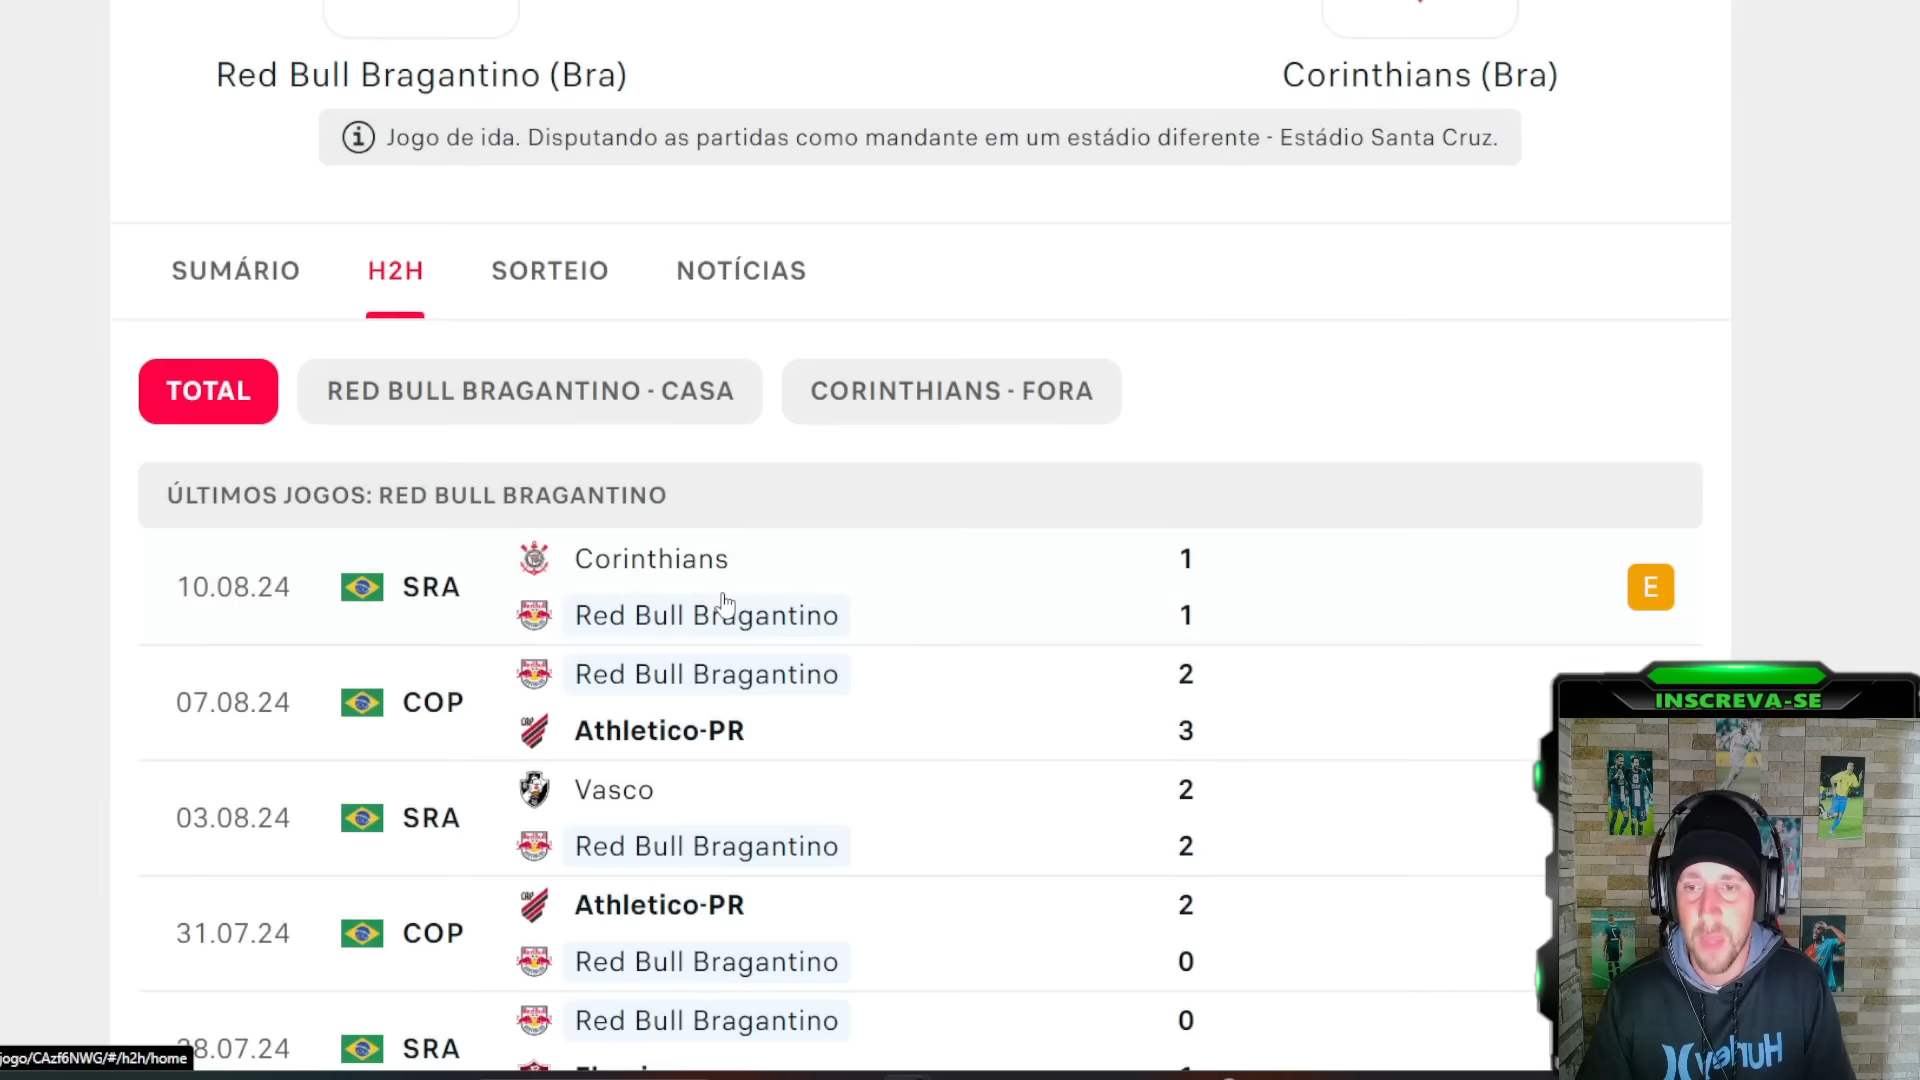 Red Bull Bragantino (Bra)
Corinthians (Bra)
Jogo de ida. Disputando as partidas como mandante em um estádio diferente - Estádio Santa Cruz.
SUMÁRIO H2H SORTEIO NOTÍCIAS
TOTAL RED BULL BRAGANTINO - CASA CORINTHIANS - FORA
ÚLTIMOS JOGOS: RED BULL BRAGANTINO
10.08.24 SRA
Corinthians 1
Red Bull Bragantino 1
E
07.08.24 COP
Red Bull Bragantino 2
Athletico-PR 3
03.08.24 SRA
Vasco 2
Red Bull Bragantino 2
31.07.24 COP
Athletico-PR 2
Red Bull Bragantino 0
8.07.24 SRA
Red Bull Bragantino 0
jogo/CAzf6NWG/#/h2h/home
INSCREVA-SE
Hurley